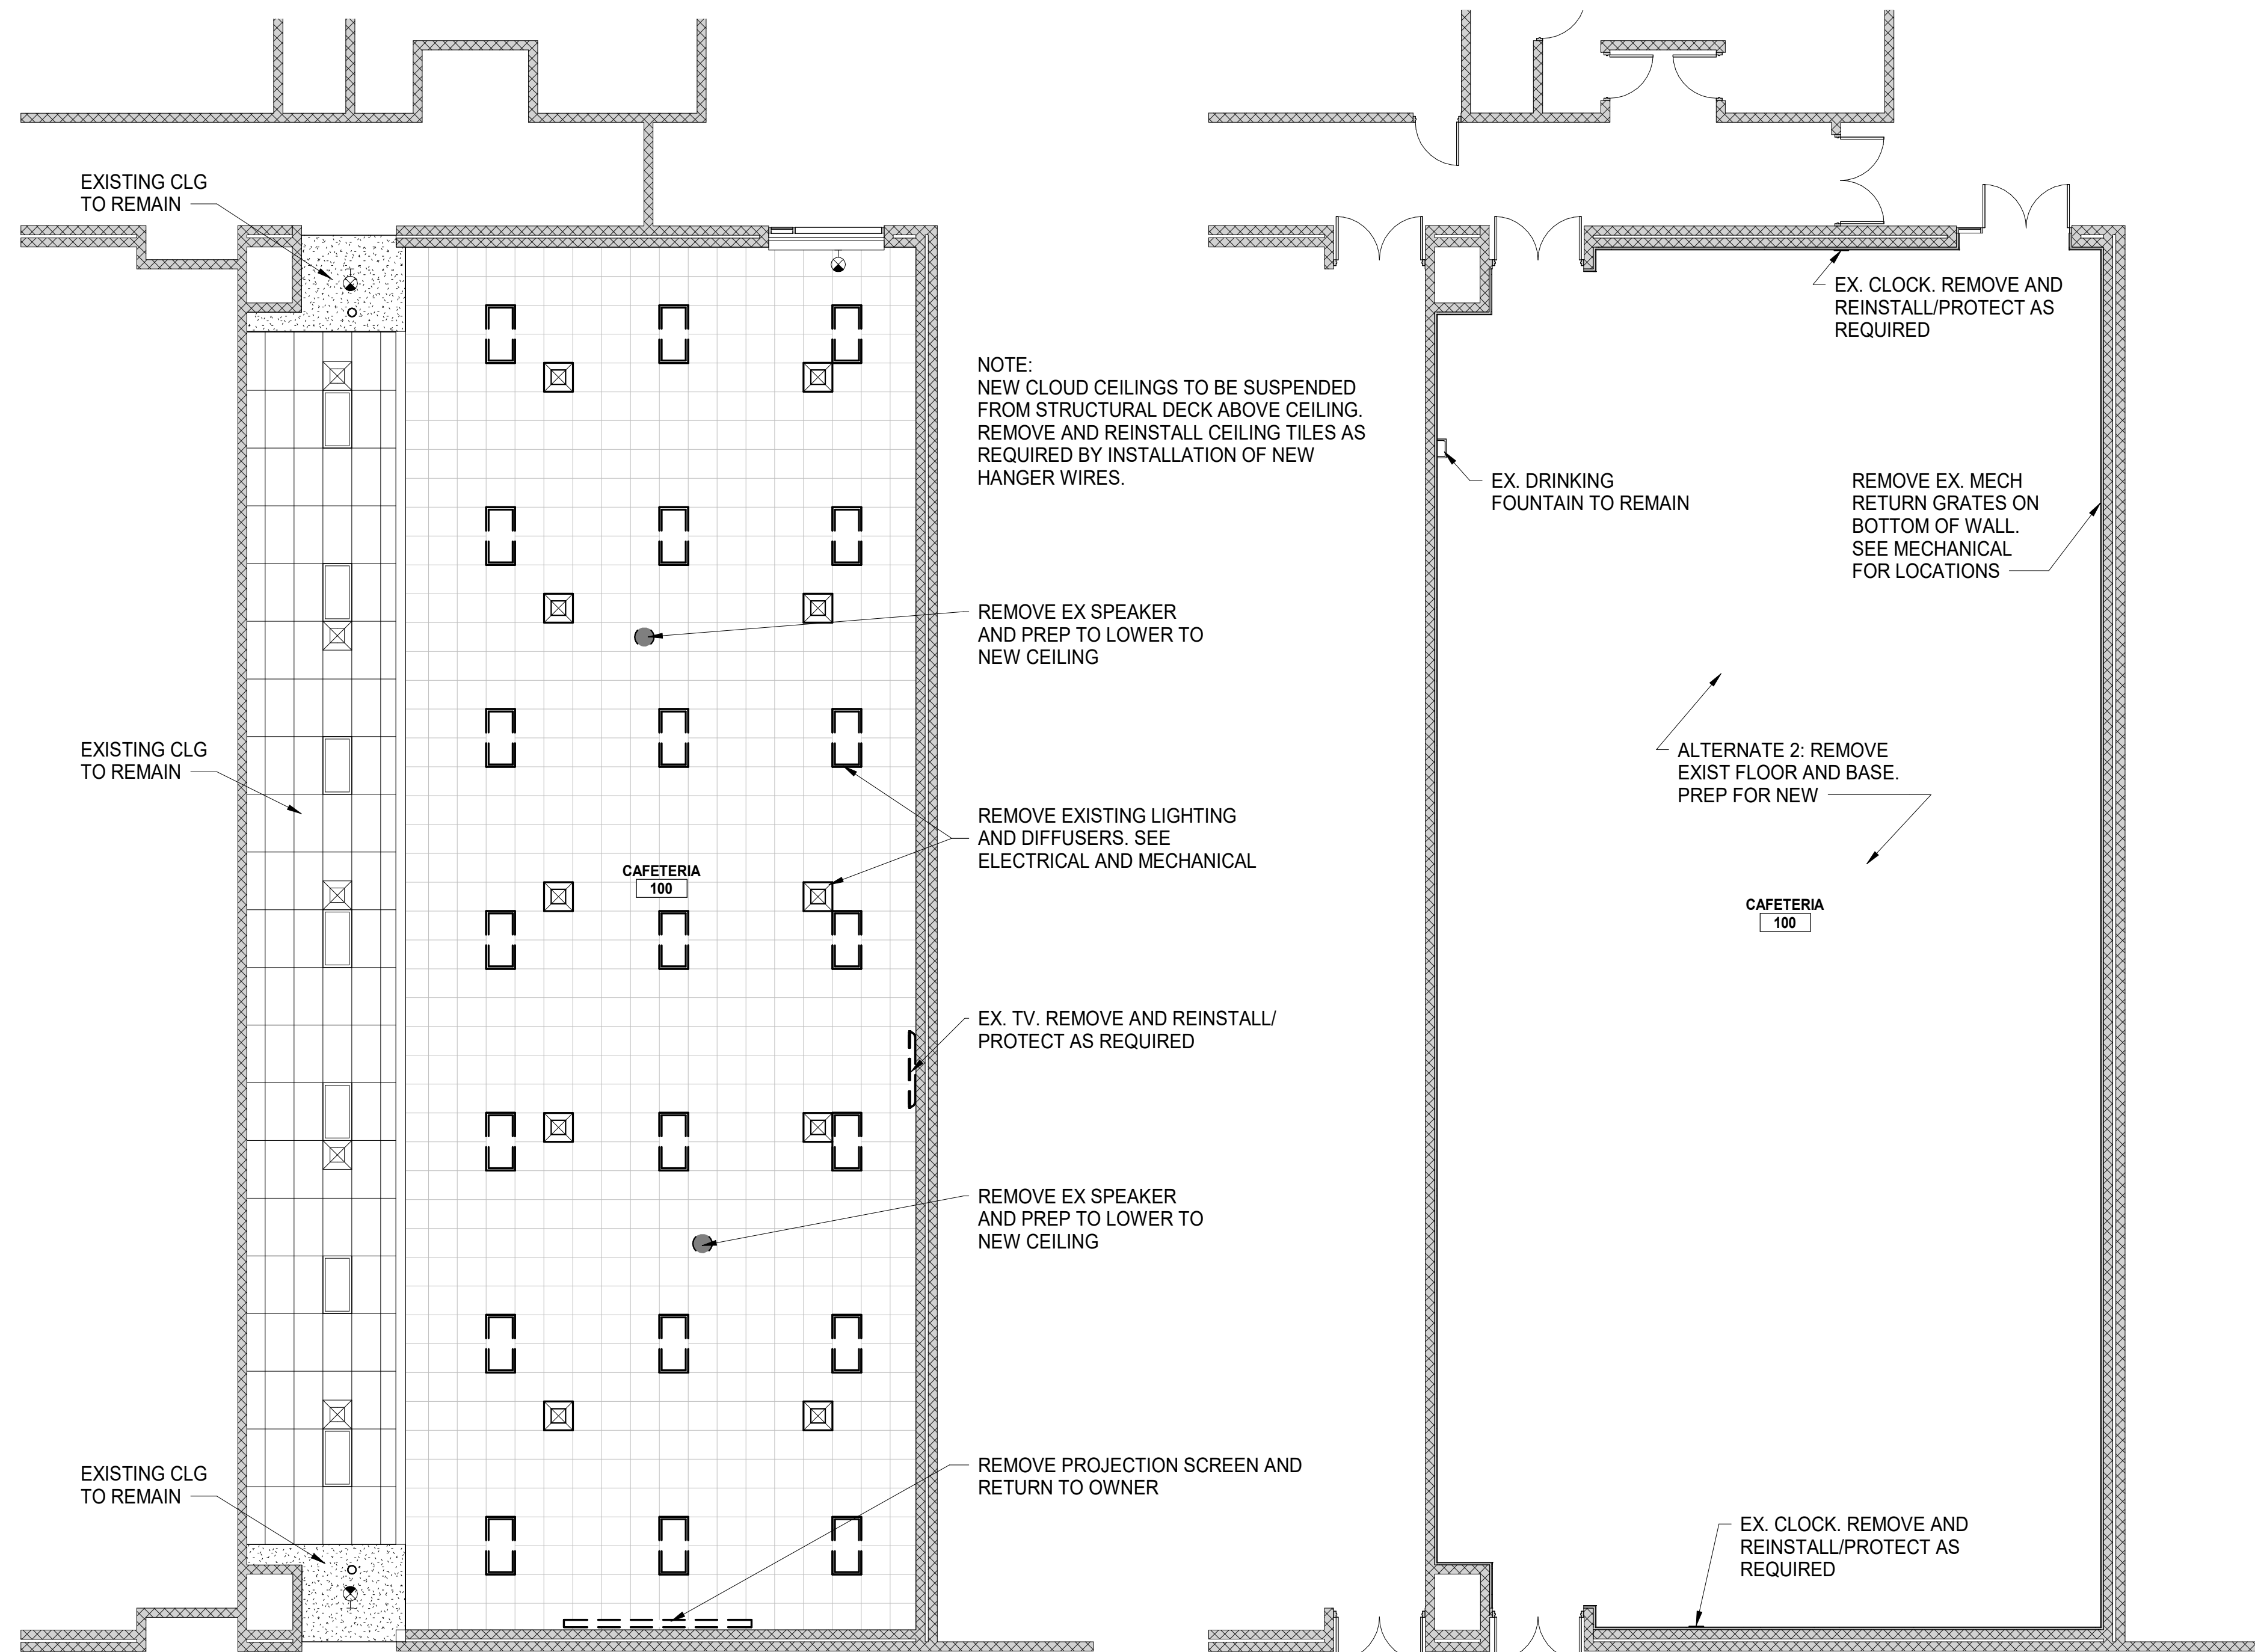 EXISTING CLG
TO REMAIN
EXISTING CLG
TO REMAIN
EXISTING CLG
TO REMAIN
CAFETERIA
100
NOTE:
NEW CLOUD CEILINGS TO BE SUSPENDED
FROM STRUCTURAL DECK ABOVE CEILING.
REMOVE AND REINSTALL CEILING TILES AS
REQUIRED BY INSTALLATION OF NEW
HANGER WIRES.
REMOVE EX SPEAKER
AND PREP TO LOWER TO
NEW CEILING
REMOVE EXISTING LIGHTING
AND DIFFUSERS. SEE
ELECTRICAL AND MECHANICAL
EX. TV. REMOVE AND REINSTALL/
PROTECT AS REQUIRED
REMOVE EX SPEAKER
AND PREP TO LOWER TO
NEW CEILING
REMOVE PROJECTION SCREEN AND
RETURN TO OWNER
EX. CLOCK. REMOVE AND
REINSTALL/PROTECT AS
REQUIRED
EX. DRINKING
FOUNTAIN TO REMAIN
REMOVE EX. MECH
RETURN GRATES ON
BOTTOM OF WALL.
SEE MECHANICAL
FOR LOCATIONS
ALTERNATE 2: REMOVE
EXIST FLOOR AND BASE.
PREP FOR NEW
CAFETERIA
100
EX. CLOCK. REMOVE AND
REINSTALL/PROTECT AS
REQUIRED